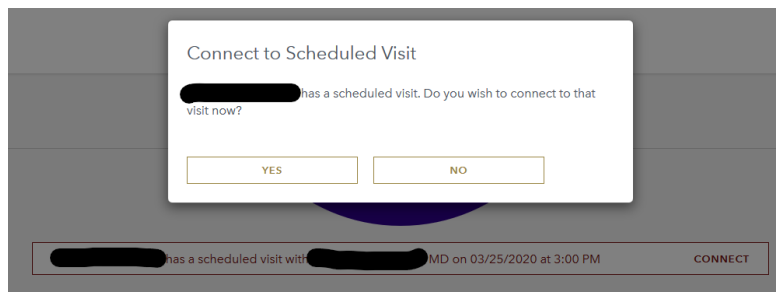 Connect to Scheduled Visit
has a scheduled visit. Do you wish to connect to that
visit now?
YES NO
has a scheduled visit with MD on 03/25/2020 at 3:00 PM CONNECT